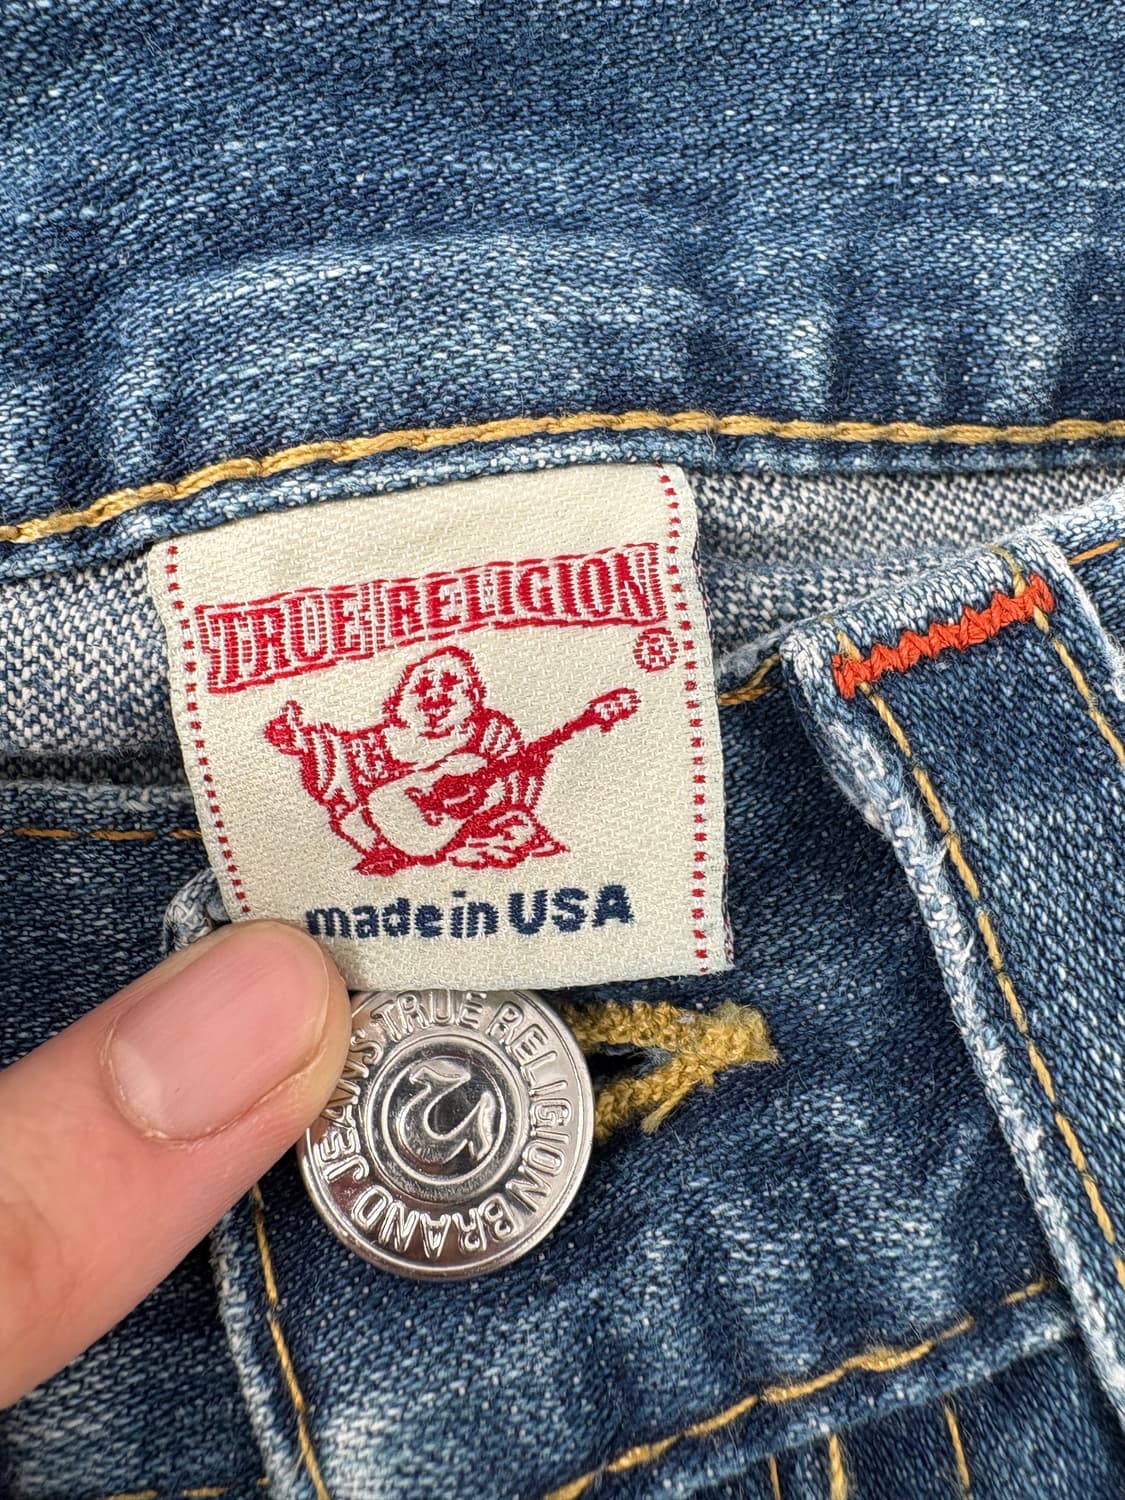 TRUE RELIGION
®
made in USA
TRUE RELIGION BRAND JEANS